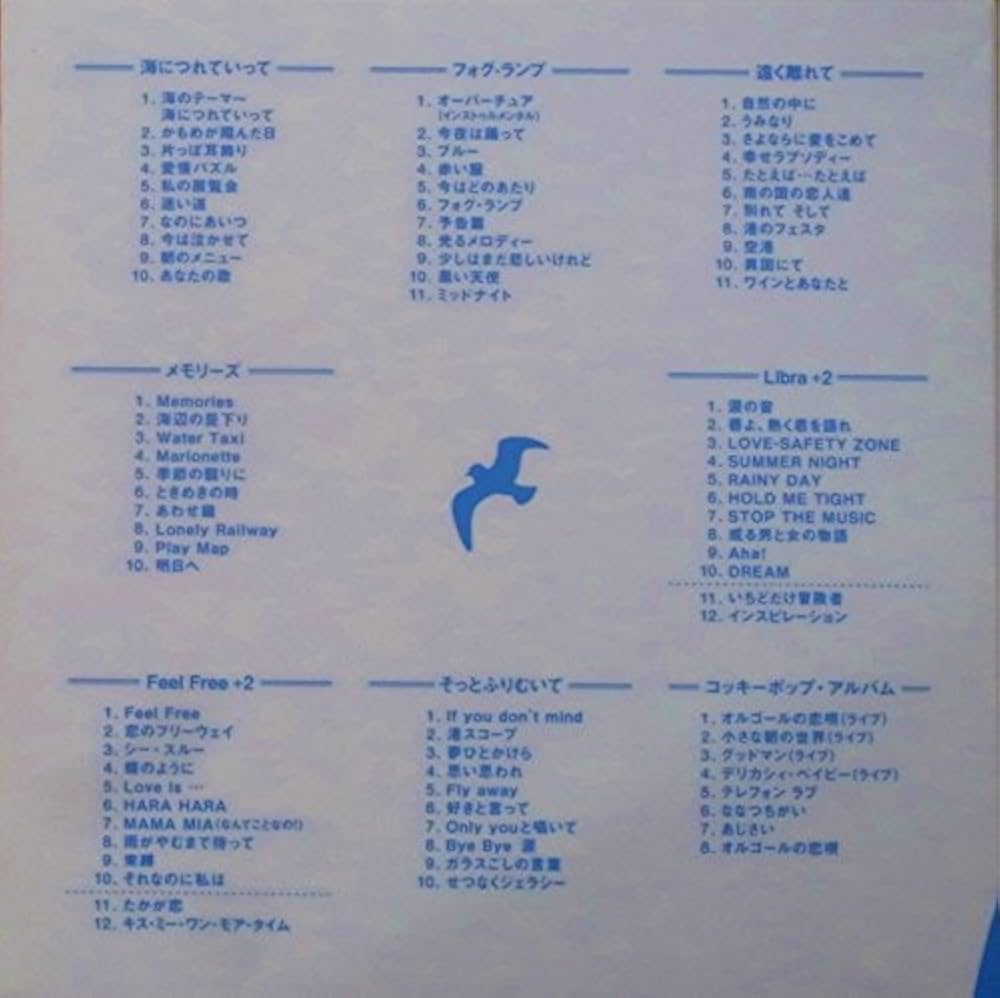 海につれていって
1. 海のテーマ〜
海につれていって
2. かもめが翔んだ日
3. 片っぽ耳飾り
4. 愛情パズル
5. 私の展覧会
6. 迷い道
7. なのにあいつ
8. 今は泣かせて
9. 朝のメニュー
10. あなたの歌
フォグ・ランプ
1. オーバーチュア
(インストゥルメンタル)
2. 今夜は踊って
3. ブルー
4. 赤い靴
5. 今はどのあたり
6. フォグ・ランプ
7. 予告篇
8. 光るメロディー
9. 少しはまだ悲しいけれど
10. 黒い天使
11. ミッドナイト
遠く離れて
1. 自然の中に
2. うみなり
3. さよならに愛をこめて
4. 幸せラプソディー
5. たとえば…たとえば
6. 南の国の恋人達
7. 別れて そして
8. 港のフェスタ
9. 空港
10. 異国にて
11. ワインとあなたと
メモリーズ
1. Memories
2. 海辺の昼下り
3. Water Taxi
4. Marionette
5. 季節の翳りに
6. ときめきの時
7. あわせ鏡
8. Lonely Railway
9. Play Map
10. 明日へ
Libra +2
1. 涙の音
2. 唇よ、熱く君を語れ
3. LOVE-SAFETY ZONE
4. SUMMER NIGHT
5. RAINY DAY
6. HOLD ME TIGHT
7. STOP THE MUSIC
8. 或る男と女の物語
9. Aha!
10. DREAM
11. いちどだけ冒険者
12. インスピレーション
Feel Free +2
1. Feel Free
2. 恋のフリーウェイ
3. シー・スルー
4. 蝶のように
5. Love Is …
6. HARA HARA
7. MAMA MIA(なんてことなの!)
8. 雨がやむまで待って
9. 束縛
10. それなのに私は
11. たかが恋
12. キス・ミー・ワン・モア・タイム
そっとふりむいて
1. If you don't mind
2. 港スコープ
3. 夢ひとかけら
4. 思い思われ
5. Fly away
6. 好きと言って
7. Only youと囁いて
8. Bye Bye 涙
9. ガラスごしの言葉
10. せつなくジェラシー
コッキーポップ・アルバム
1. オルゴールの恋唄(ライブ)
2. 小さな朝の世界(ライブ)
3. グッドマン(ライブ)
4. デリカシィ・ベイビー(ライブ)
5. テレフォン ラブ
6. ななつちがい
7. あじさい
8. オルゴールの恋唄